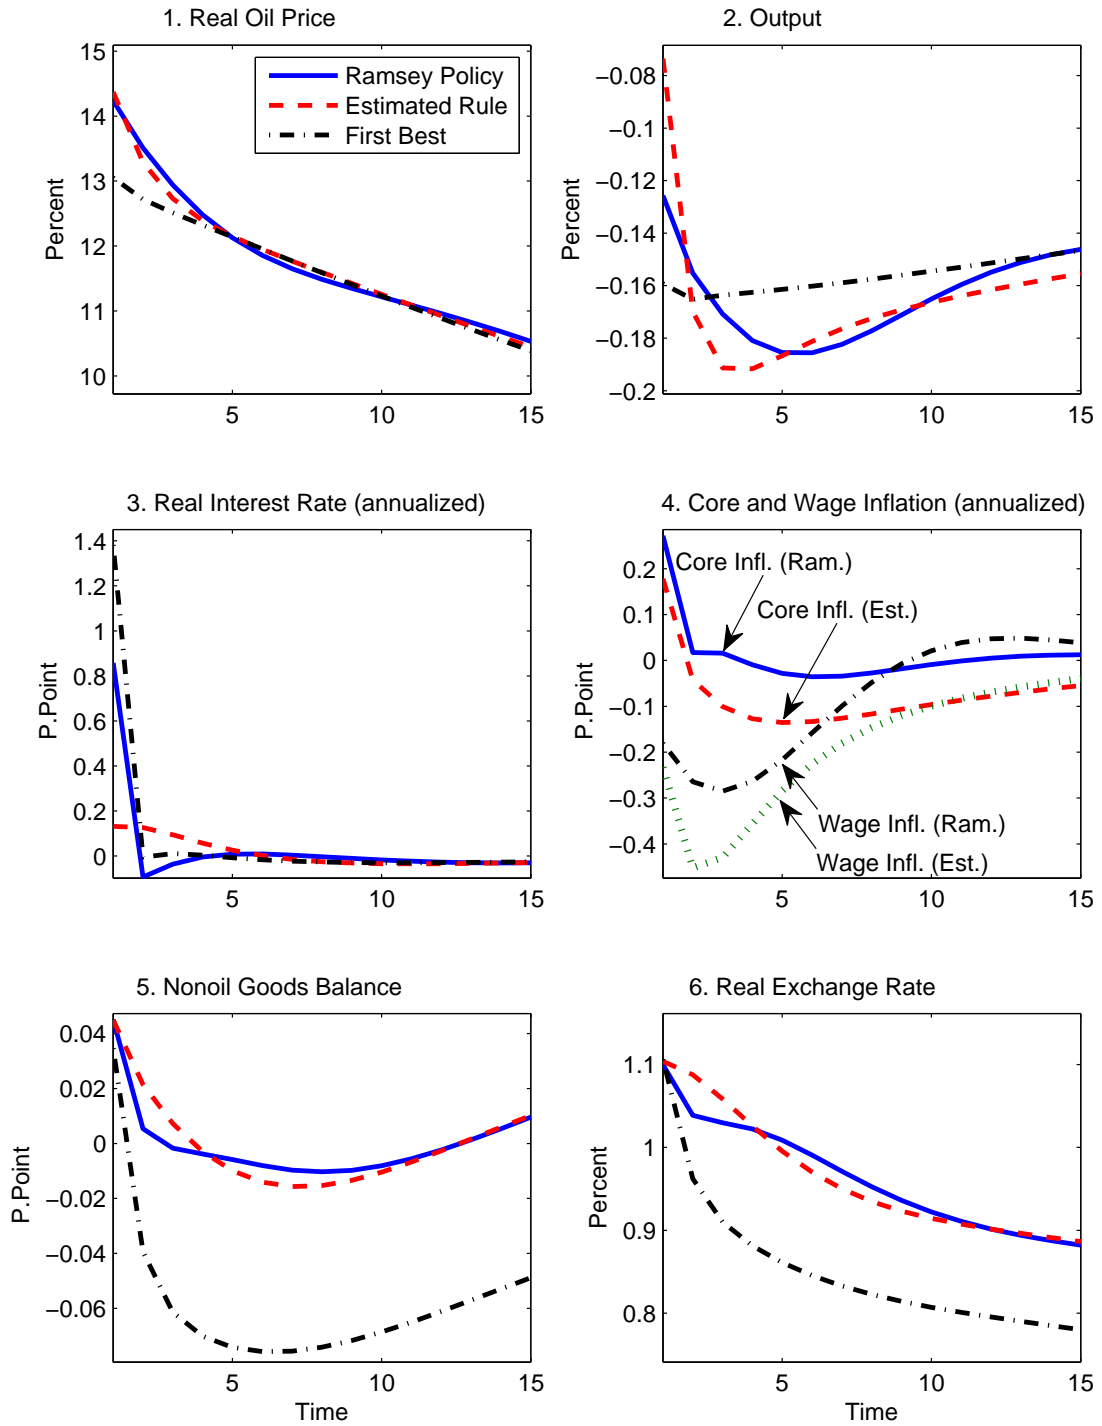 1. Real Oil Price
Percent
15
14
13
12
11
10
Ramsey Policy
Estimated Rule
First Best
5
10
15
2. Output
Percent
−0.08
−0.1
−0.12
−0.14
−0.16
−0.18
−0.2
5
10
15
3. Real Interest Rate (annualized)
P.Point
1.4
1.2
1
0.8
0.6
0.4
0.2
0
5
10
15
4. Core and Wage Inflation (annualized)
P.Point
0.2
0.1
0
−0.1
−0.2
−0.3
−0.4
Core Infl. (Ram.)
Core Infl. (Est.)
Wage Infl. (Ram.)
Wage Infl. (Est.)
5
10
15
5. Nonoil Goods Balance
P.Point
0.04
0.02
0
−0.02
−0.04
−0.06
5
10
15
Time
6. Real Exchange Rate
Percent
1.1
1
0.9
0.8
5
10
15
Time